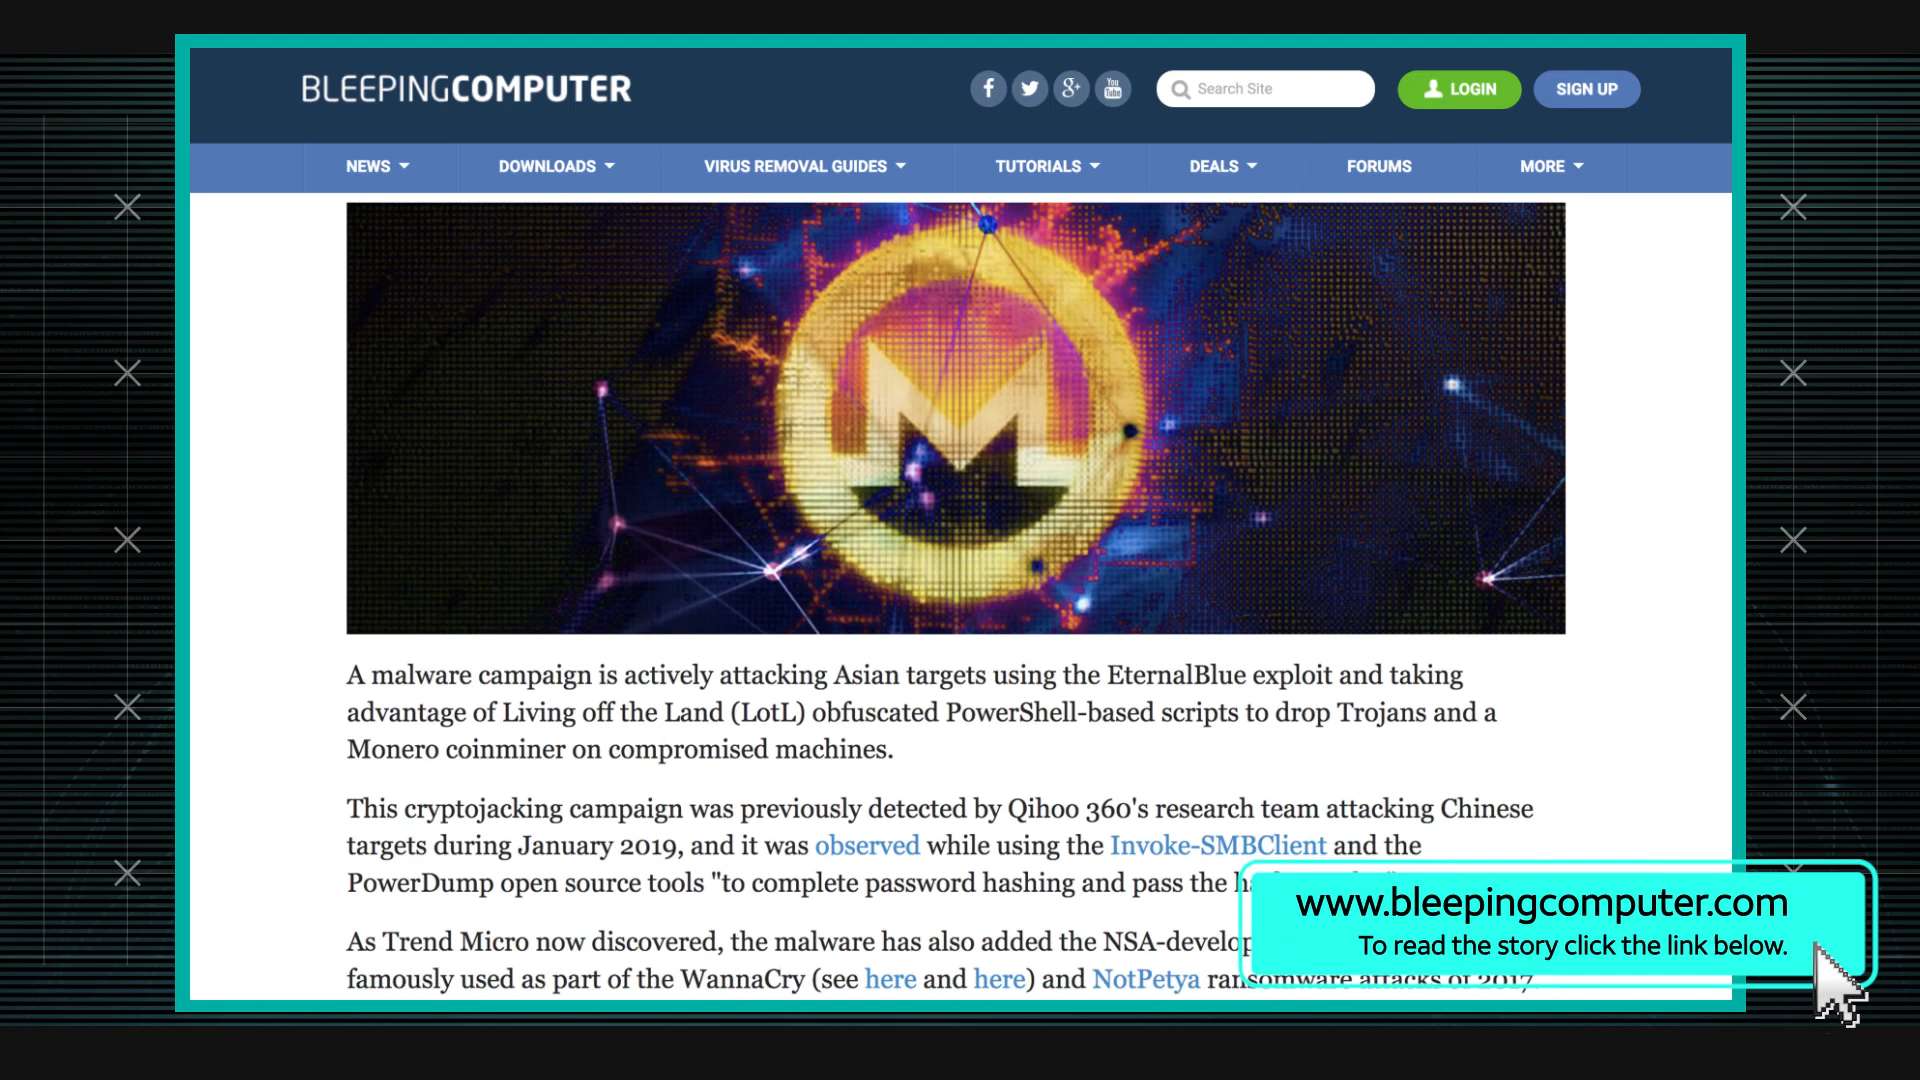 BLEEPINGCOMPUTER
Search Site
LOGIN
SIGN UP
NEWS
DOWNLOADS
VIRUS REMOVAL GUIDES
TUTORIALS
DEALS
FORUMS
MORE
A malware campaign is actively attacking Asian targets using the EternalBlue exploit and taking
advantage of Living off the Land (LotL) obfuscated PowerShell-based scripts to drop Trojans and a
Monero coinminer on compromised machines.
This cryptojacking campaign was previously detected by Qihoo 360's research team attacking Chinese
targets during January 2019, and it was observed while using the Invoke-SMBClient and the
PowerDump open source tools "to complete password hashing and pass the
As Trend Micro now discovered, the malware has also added the
famously used as part of the WannaCry (see here and here) and NotPetya ransomware attacks of 2017
www.bleepingcomputer.com
To read the story click the link below.